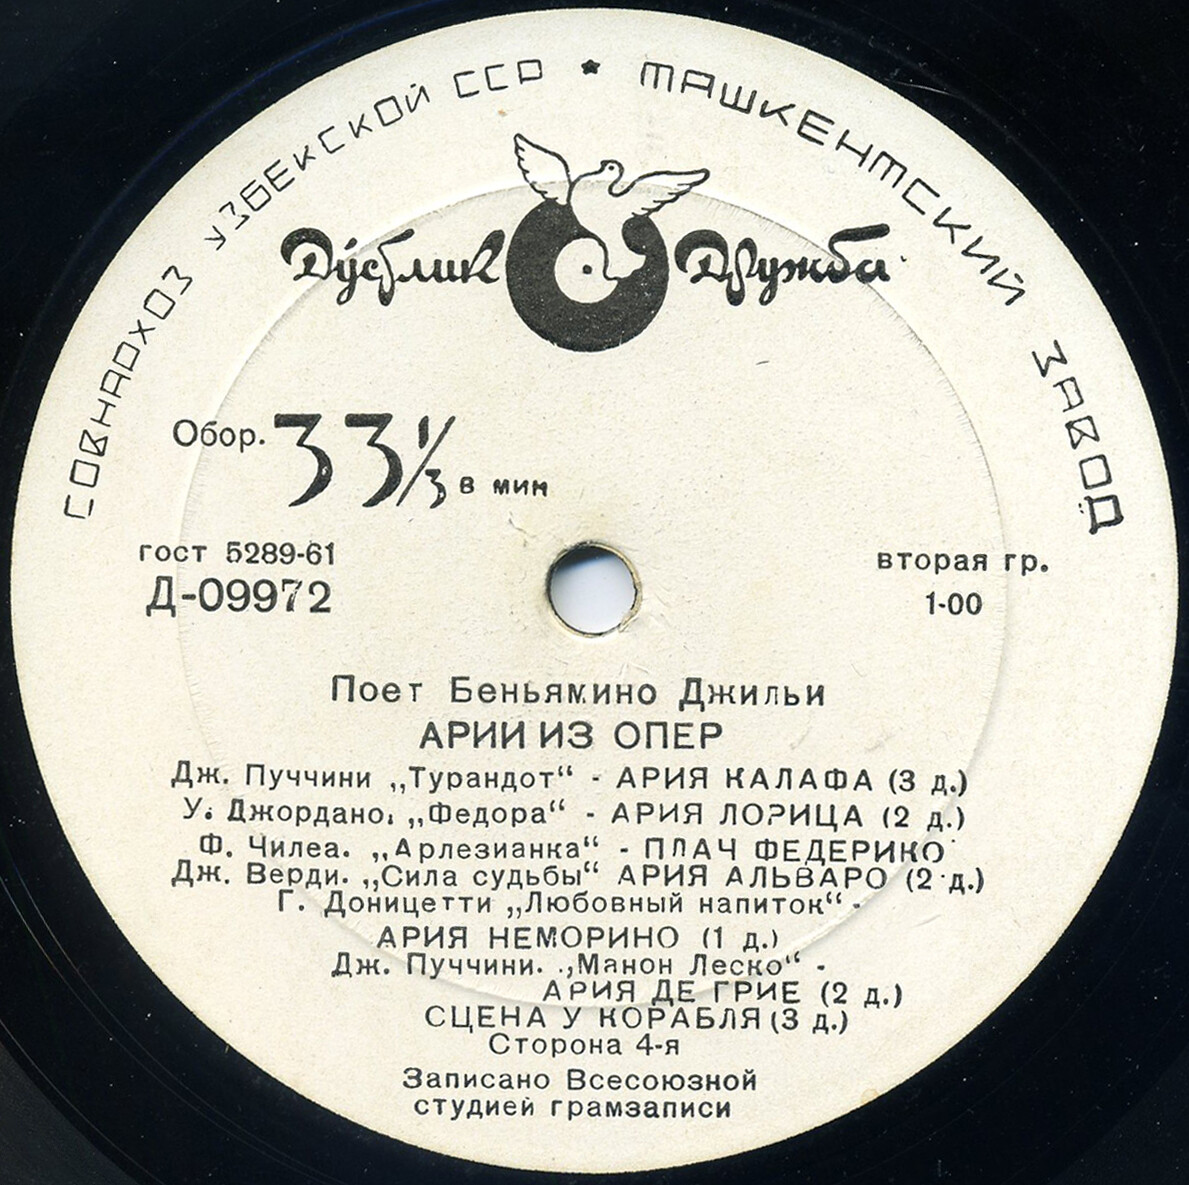 СОВНАРХОЗ УЗБЕКСКОЙ ССР ★ ТАШКЕНТСКИЙ ЗАВОД
Дўстлик Дружба
Обор. 33 1/3 в мин
гост 5289-61
Д-09972
вторая гр.
1-00
Поет Беньямино Джильи
АРИИ ИЗ ОПЕР
Дж. Пуччини „Турандот“ - АРИЯ КАЛАФА (3 д.)
У. Джордано. „Федора“ - АРИЯ ЛОРИЦА (2 д.)
Ф. Чилеа. „Арлезианка“ - ПЛАЧ ФЕДЕРИКО
Дж. Верди. „Сила судьбы“ АРИЯ АЛЬВАРО (2 д.)
Г. Доницетти „Любовный напиток“ -
АРИЯ НЕМОРИНО (1 д.)
Дж. Пуччини. „Манон Леско“ -
АРИЯ ДЕ ГРИЕ (2 д.)
СЦЕНА У КОРАБЛЯ (3 д.)
Сторона 4-я
Записано Всесоюзной
студией грамзаписи